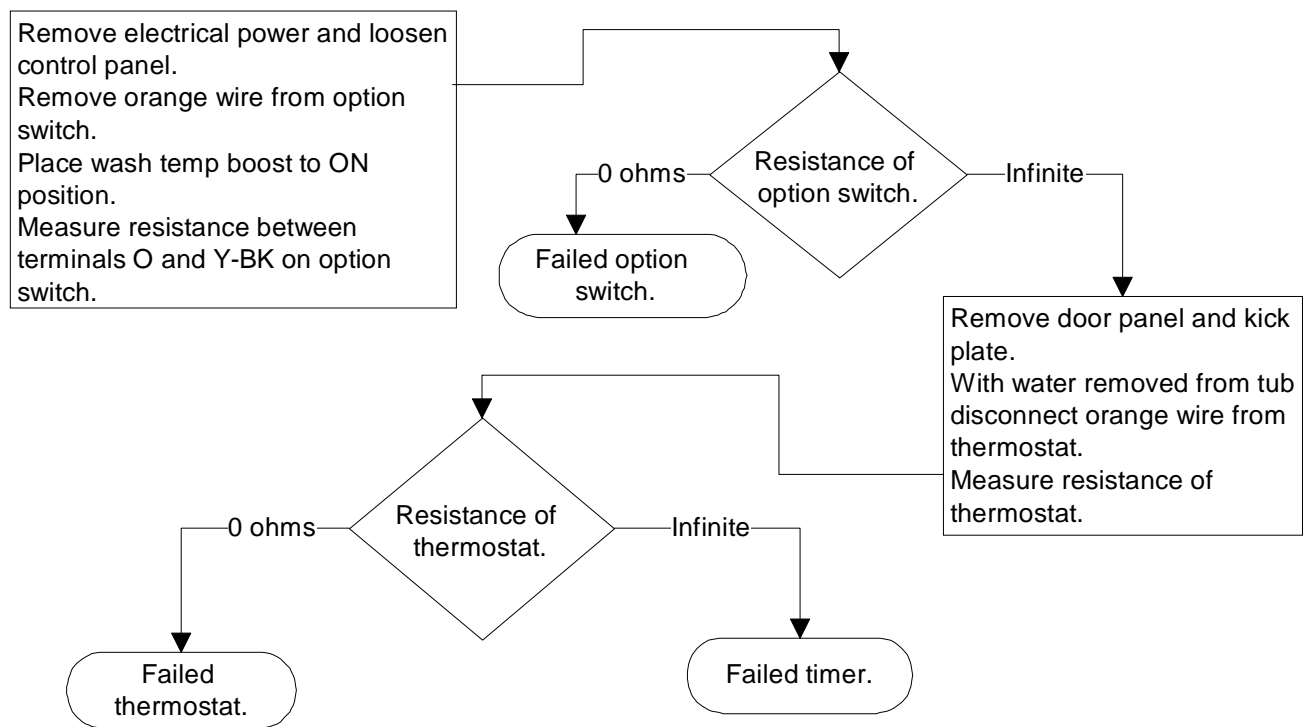 Remove electrical power and loosen
control panel.
Remove orange wire from option
switch.
Place wash temp boost to ON
position.
Measure resistance between
terminals O and Y-BK on option
switch.
0 ohms
Resistance of
option switch.
Infinite
Failed option
switch.
Remove door panel and kick
plate.
With water removed from tub
disconnect orange wire from
thermostat.
Measure resistance of
thermostat.
0 ohms
Resistance of
thermostat.
Infinite
Failed
thermostat.
Failed timer.